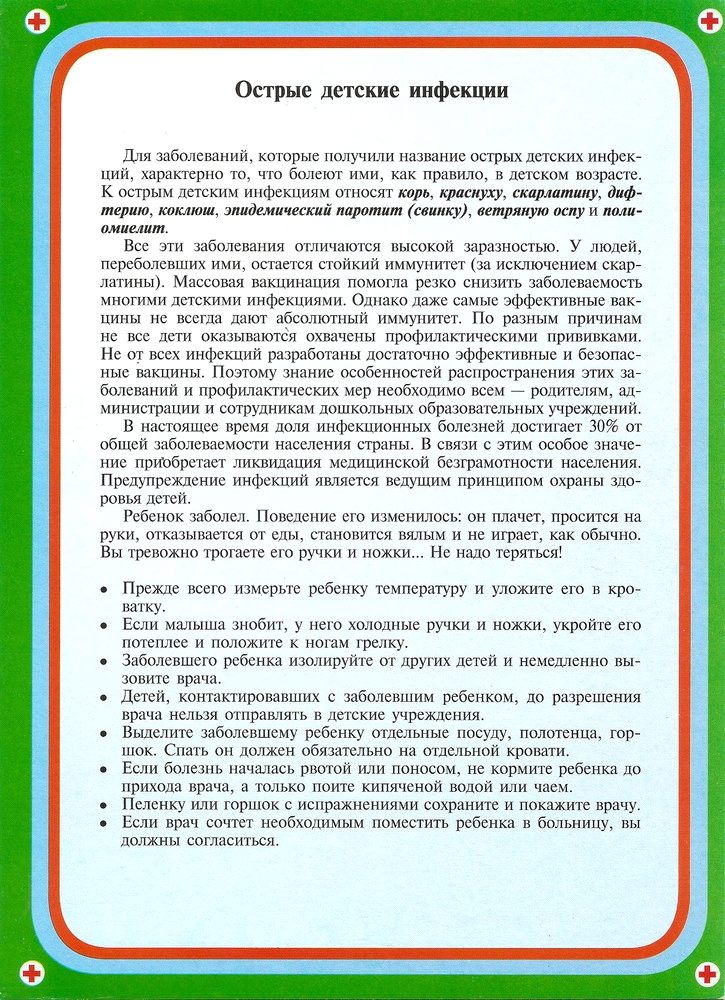 Острые детские инфекции
Для заболеваний, которые получили название острых детских инфек-
ций, характерно то, что болеют ими, как правило, в детском возрасте.
К острым детским инфекциям относят корь, краснуху, скарлатину, диф-
терию, коклюш, эпидемический паротит (свинку), ветряную оспу и поли-
омиелит.
Все эти заболевания отличаются высокой заразностью. У людей,
переболевших ими, остается стойкий иммунитет (за исключением скар-
латины). Массовая вакцинация помогла резко снизить заболеваемость
многими детскими инфекциями. Однако даже самые эффективные вак-
цины не всегда дают абсолютный иммунитет. По разным причинам
не все дети оказываются охвачены профилактическими прививками.
Не от всех инфекций разработаны достаточно эффективные и безопас-
ные вакцины. Поэтому знание особенностей распространения этих за-
болеваний и профилактических мер необходимо всем — родителям, ад-
министрации и сотрудникам дошкольных образовательных учреждений.
В настоящее время доля инфекционных болезней достигает 30% от
общей заболеваемости населения страны. В связи с этим особое значе-
ние приобретает ликвидация медицинской безграмотности населения.
Предупреждение инфекций является ведущим принципом охраны здо-
ровья детей.
Ребенок заболел. Поведение его изменилось: он плачет, просится на
руки, отказывается от еды, становится вялым и не играет, как обычно.
Вы тревожно трогаете его ручки и ножки... Не надо теряться!
• Прежде всего измерьте ребенку температуру и уложите его в кро-
ватку.
• Если малыша знобит, у него холодные ручки и ножки, укройте его
потеплее и положите к ногам грелку.
• Заболевшего ребенка изолируйте от других детей и немедленно вы-
зовите врача.
• Детей, контактировавших с заболевшим ребенком, до разрешения
врача нельзя отправлять в детские учреждения.
• Выделите заболевшему ребенку отдельные посуду, полотенца, гор-
шок. Спать он должен обязательно на отдельной кровати.
• Если болезнь началась рвотой или поносом, не кормите ребенка до
прихода врача, а только поите кипяченой водой или чаем.
• Пеленку или горшок с испражнениями сохраните и покажите врачу.
• Если врач сочтет необходимым поместить ребенка в больницу, вы
должны согласиться.